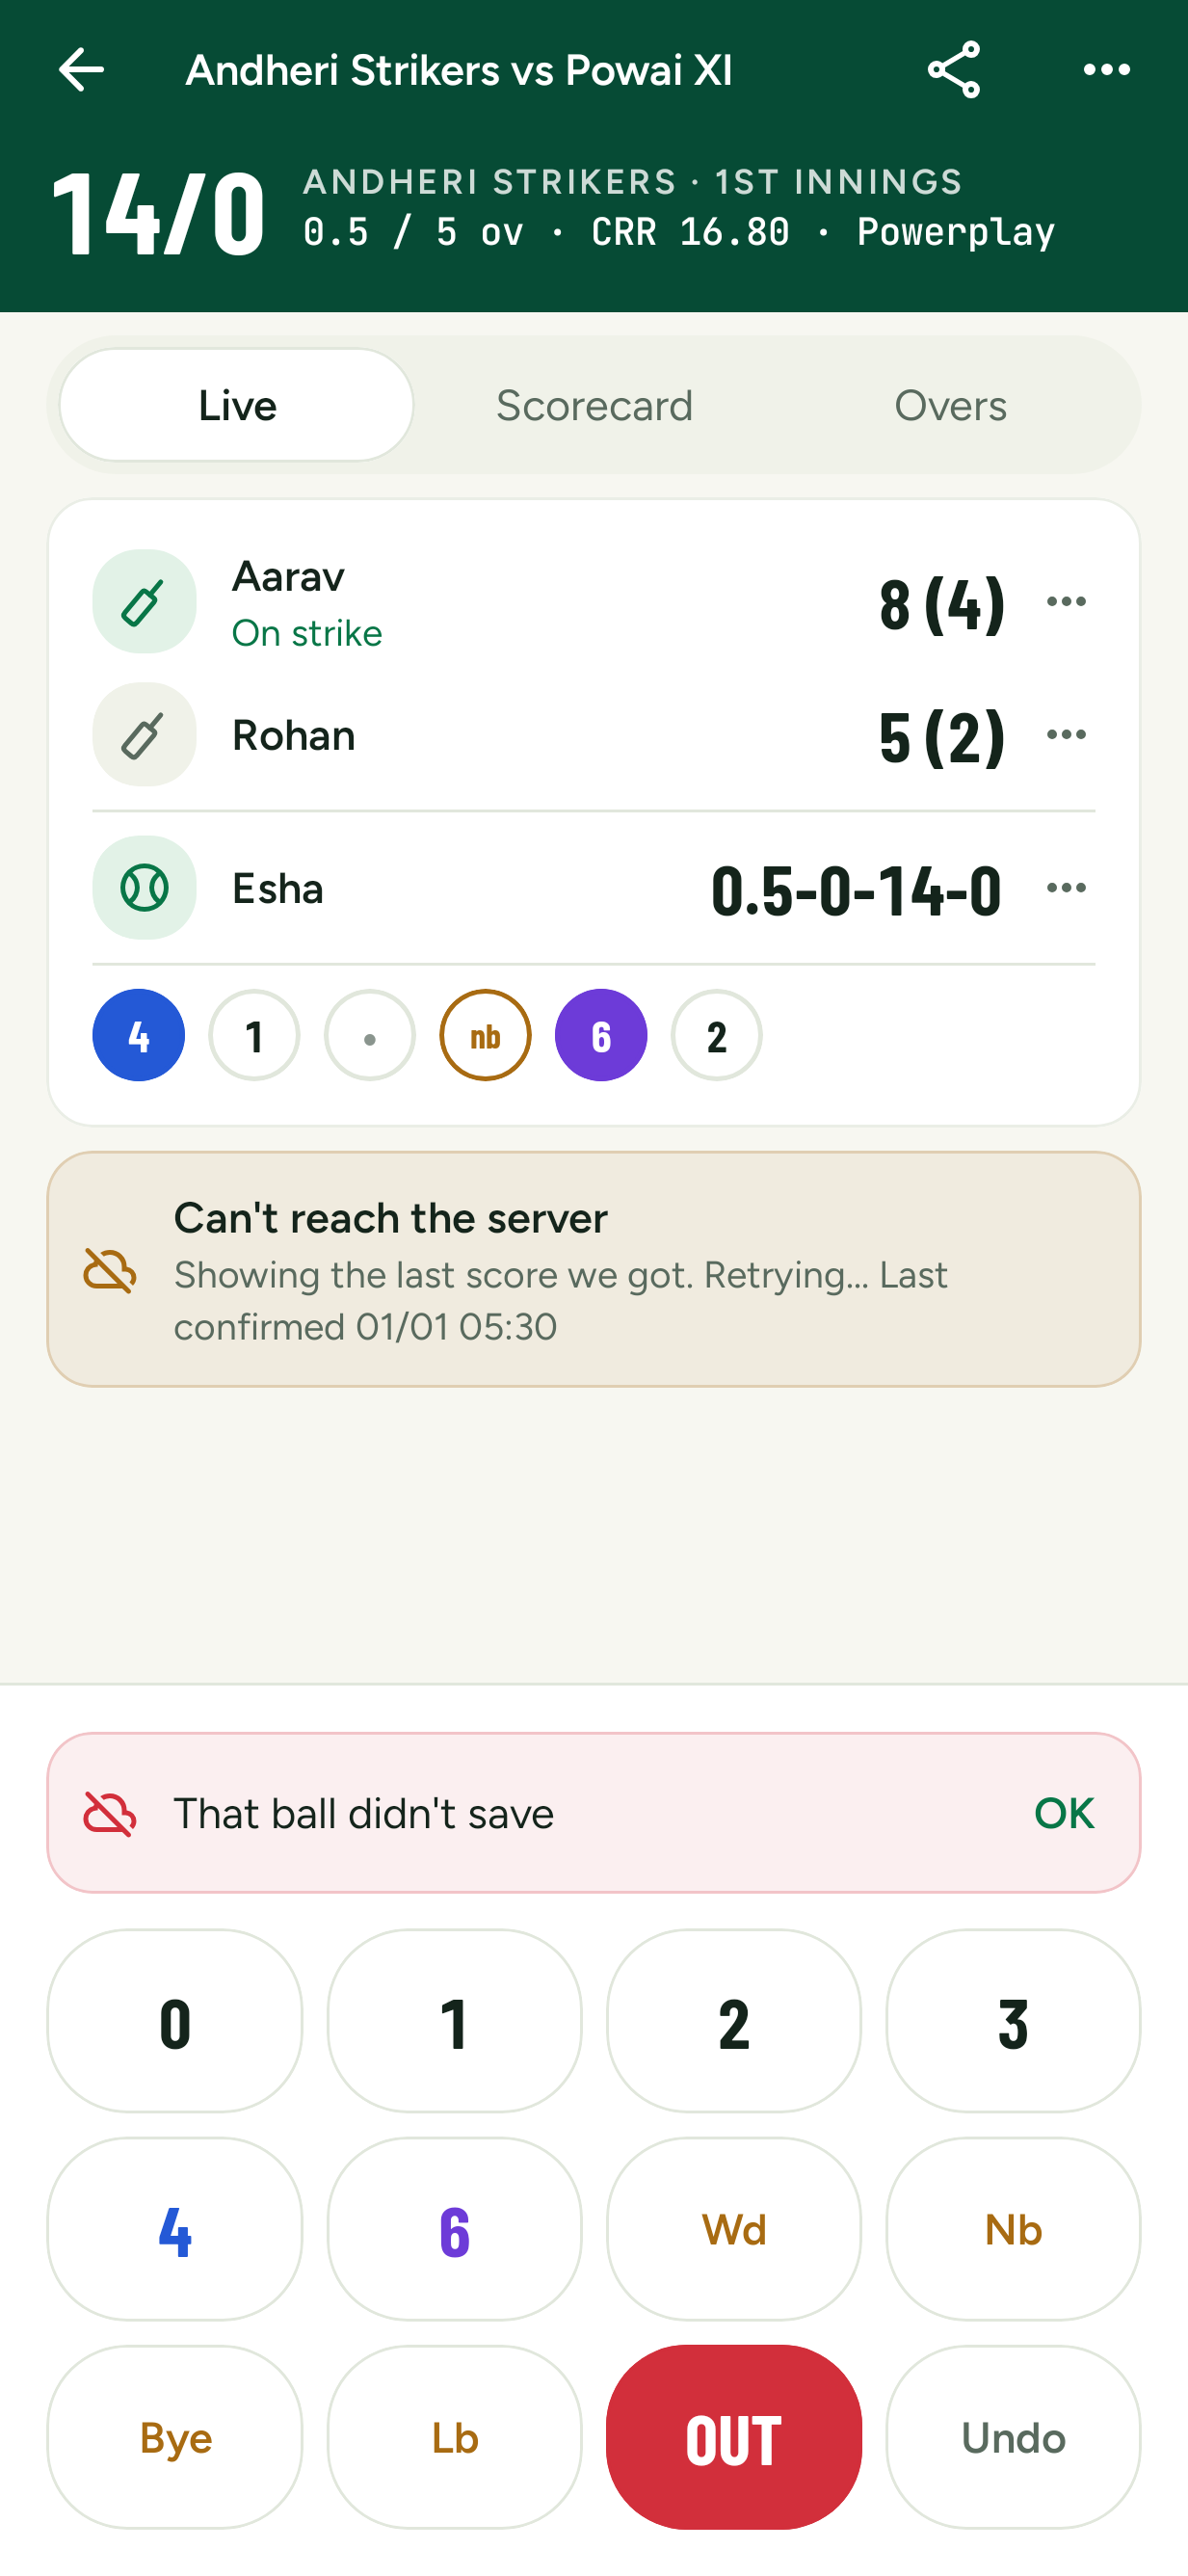 Andheri Strikers vs Powai XI
14/0
ANDHERI STRIKERS · 1ST INNINGS
0.5 / 5 ov · CRR 16.80 · Powerplay
Live Scorecard Overs
Aarav 8 (4)
On strike
Rohan 5 (2)
Esha 0.5-0-14-0
4 1 • nb 6 2
Can't reach the server
Showing the last score we got. Retrying... Last
confirmed 01/01 05:30
That ball didn't save OK
0 1 2 3
4 6 Wd Nb
Bye Lb OUT Undo